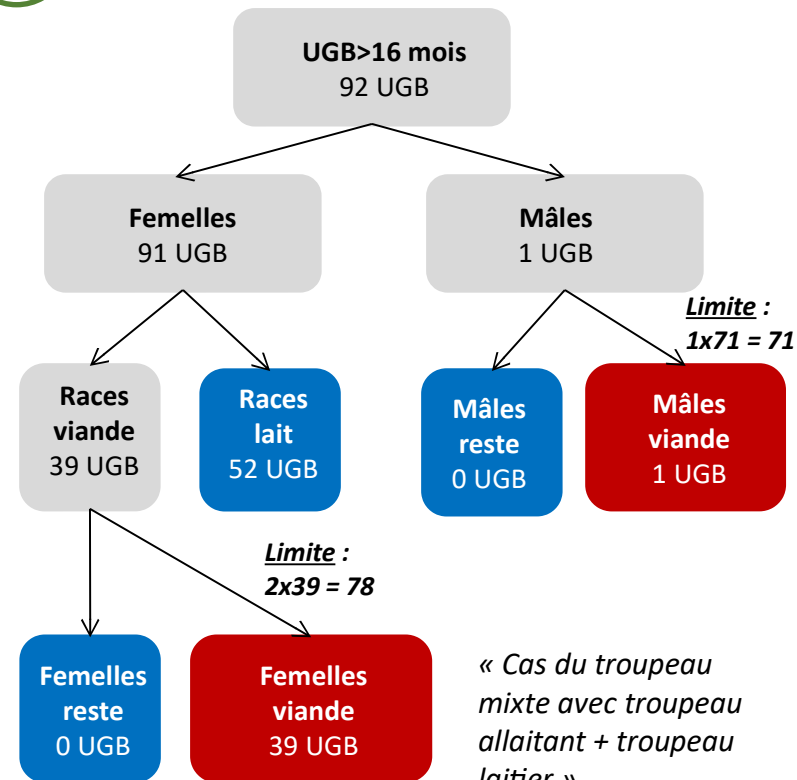 UGB>16 mois
92 UGB
Femelles
91 UGB
Mâles
1 UGB
Limite :
1x71 = 71
Races
viande
39 UGB
Races
lait
52 UGB
Mâles
reste
0 UGB
Mâles
viande
1 UGB
Limite :
2x39 = 78
Femelles
reste
0 UGB
Femelles
viande
39 UGB
« Cas du troupeau
mixte avec troupeau
allaitant + troupeau
laitier »